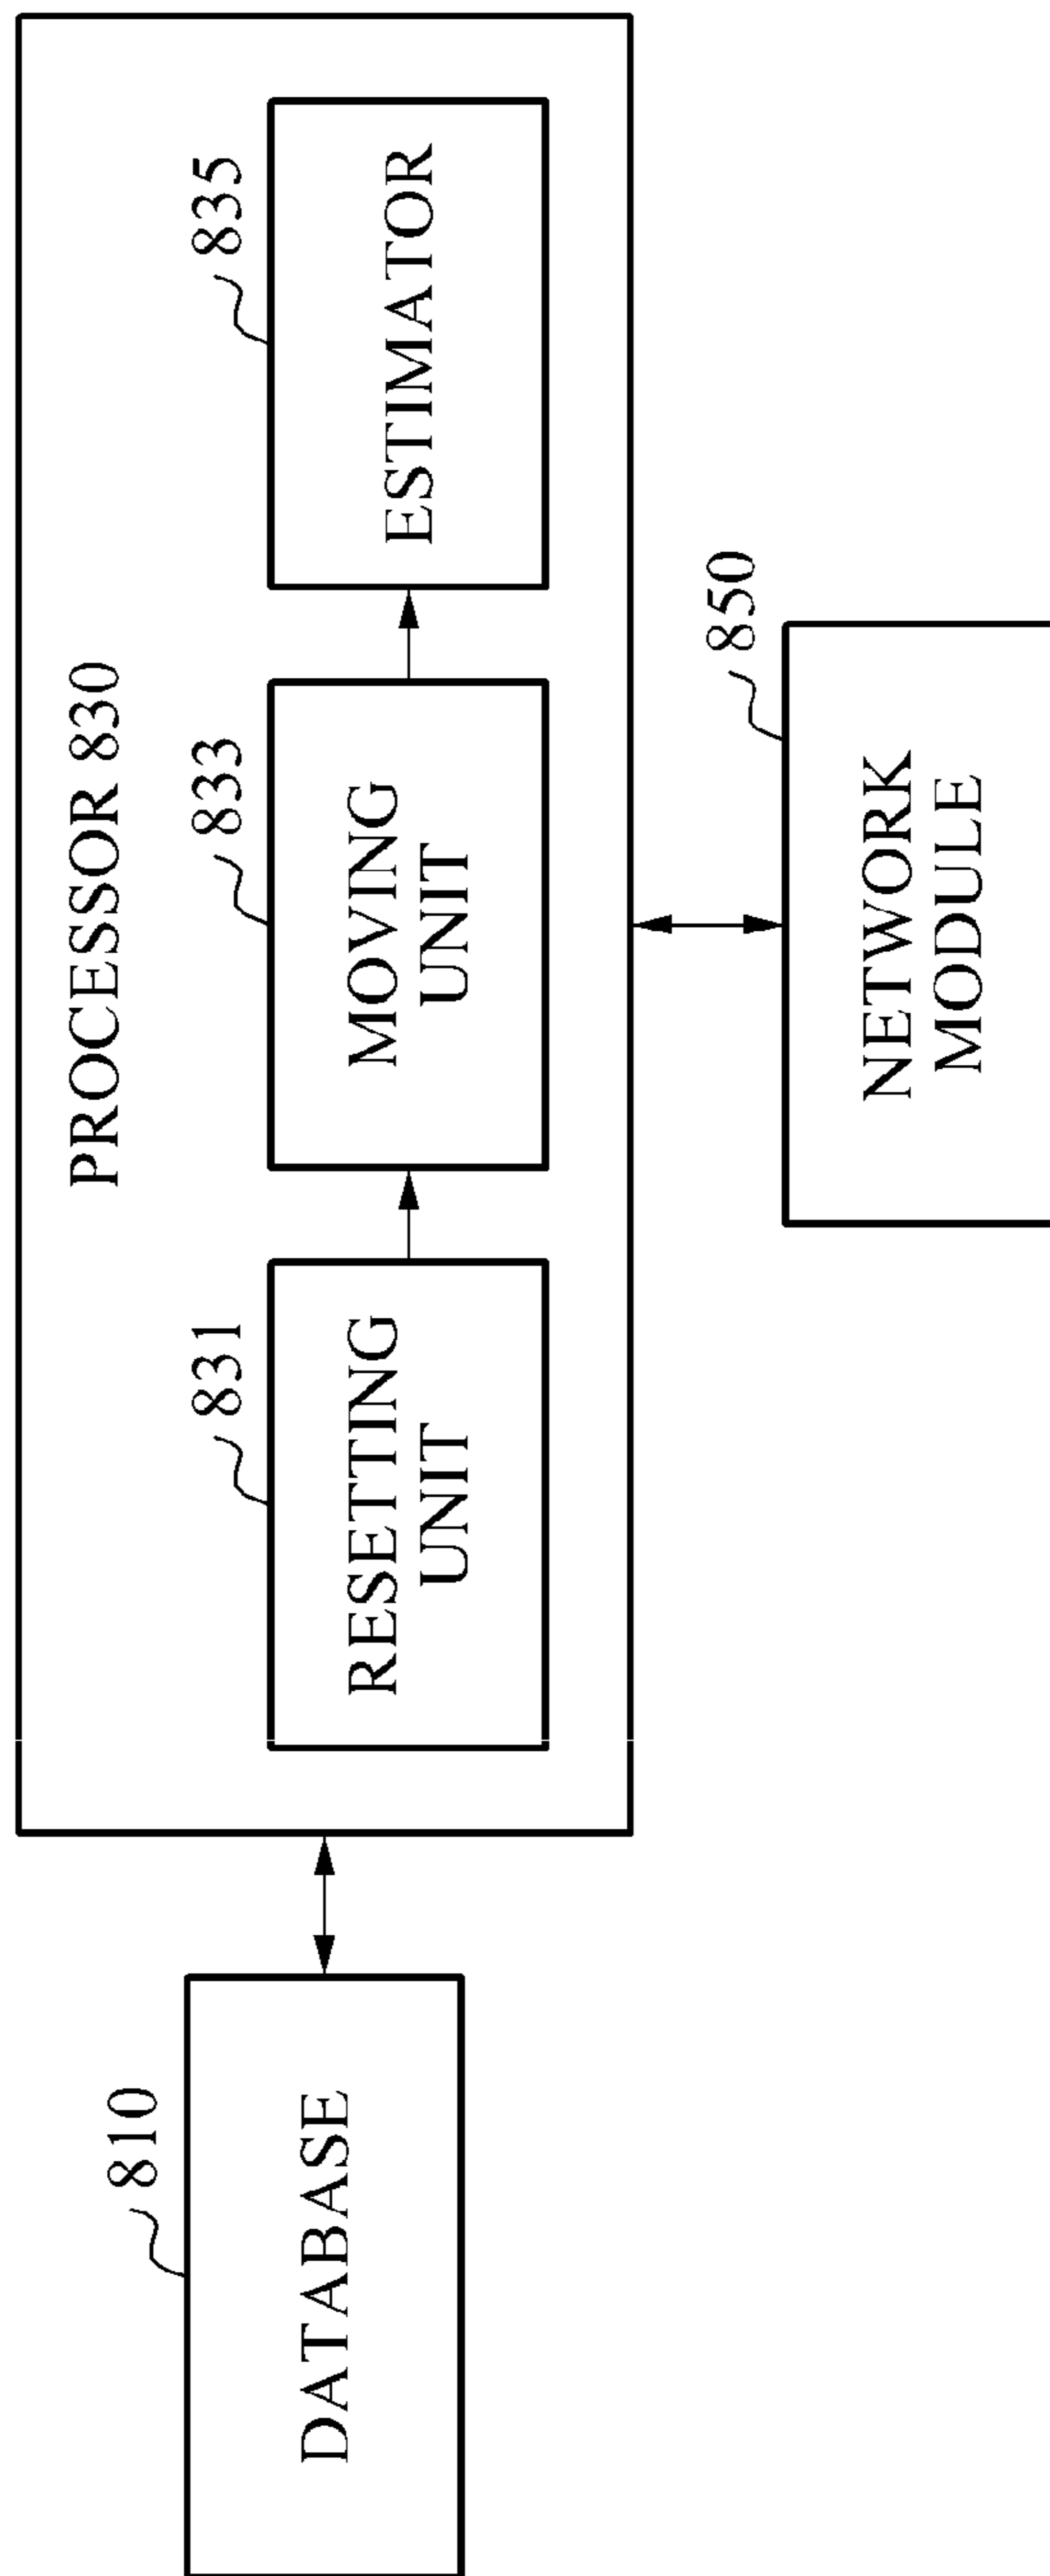 PROCESSOR 830
810
831
833
835
DATABASE
RESETTING
UNIT
MOVING
UNIT
ESTIMATOR
850
NETWORK
MODULE